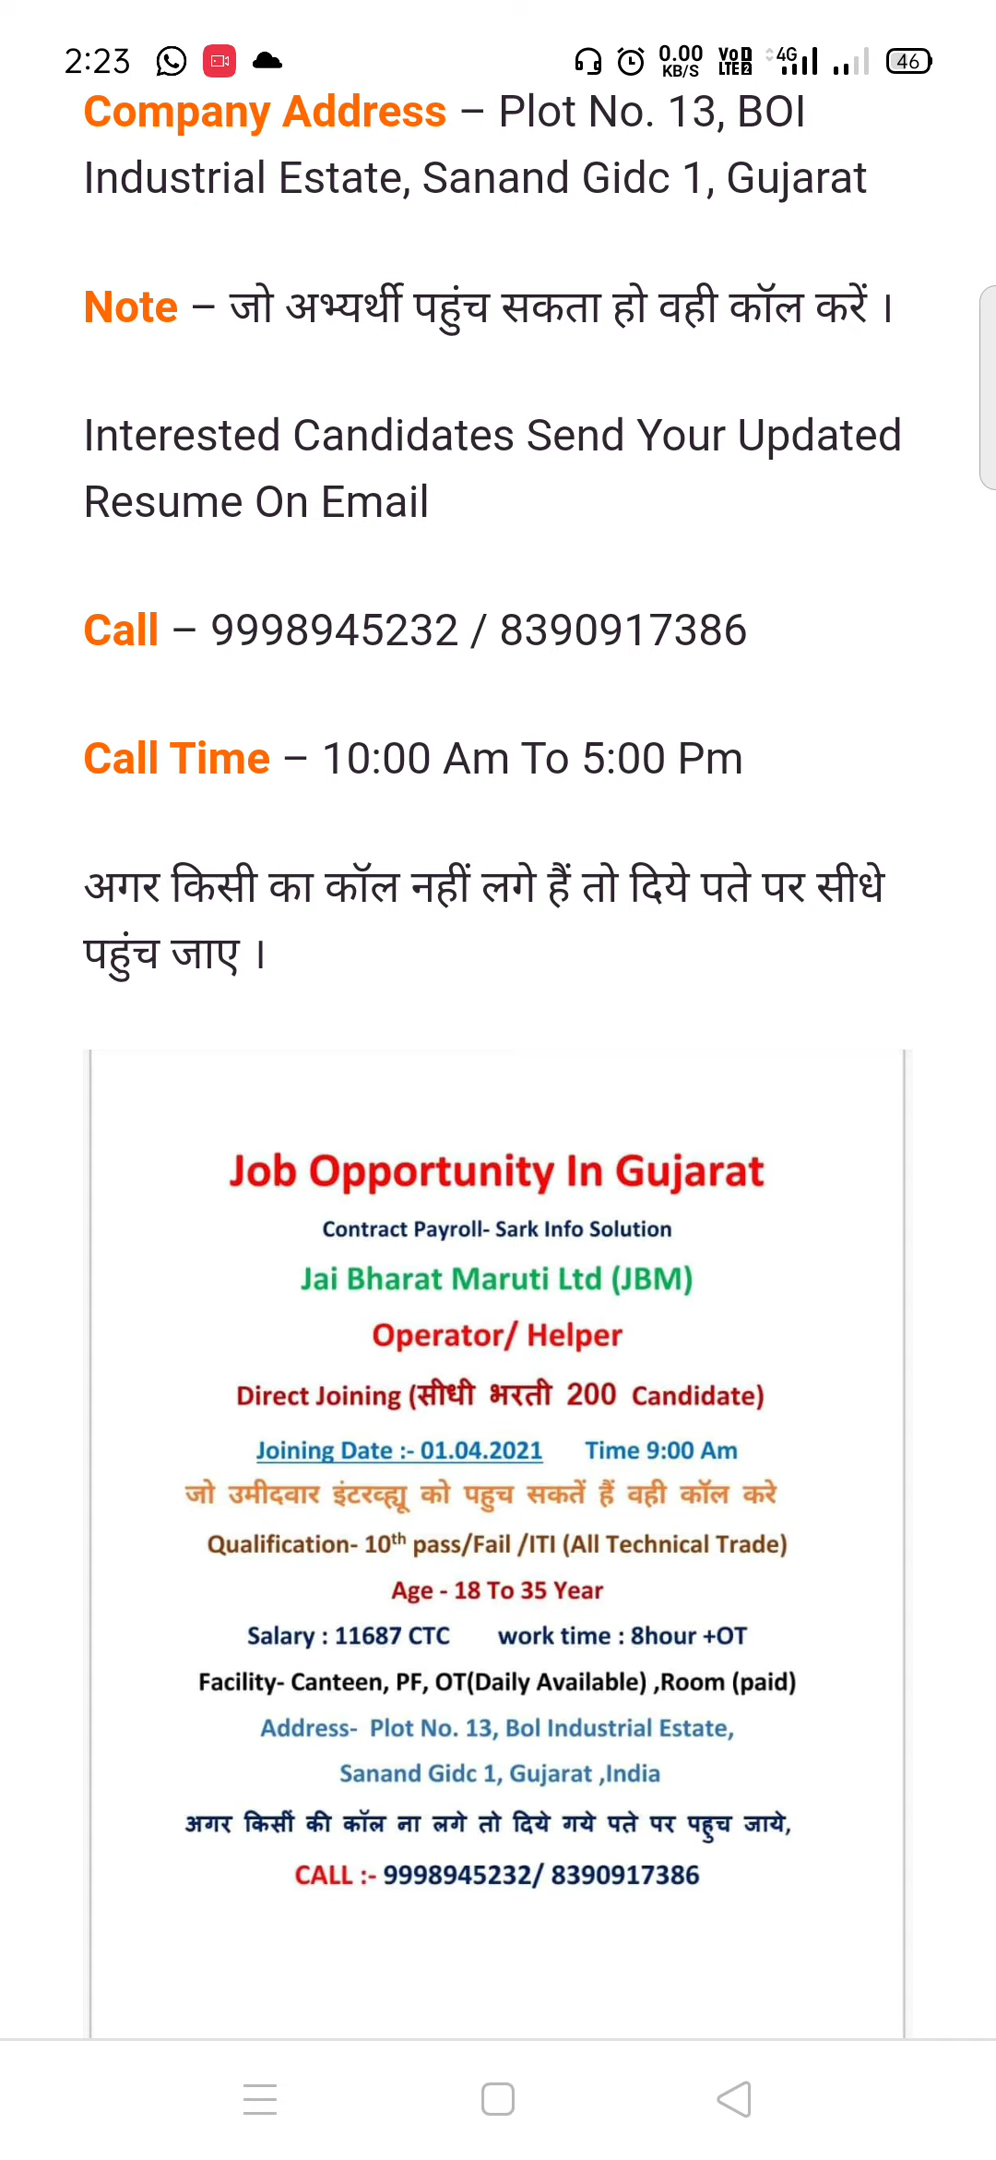 2:23 0.00 KB/S VoD LTE2 4G 46
Company Address – Plot No. 13, BOI
Industrial Estate, Sanand Gidc 1, Gujarat
Note – जो अभ्यर्थी पहुंच सकता हो वही कॉल करें ।
Interested Candidates Send Your Updated
Resume On Email
Call – 9998945232 / 8390917386
Call Time – 10:00 Am To 5:00 Pm
अगर किसी का कॉल नहीं लगे हैं तो दिये पते पर सीधे
पहुंच जाए ।
Job Opportunity In Gujarat
Contract Payroll- Sark Info Solution
Jai Bharat Maruti Ltd (JBM)
Operator/ Helper
Direct Joining (सीधी भरती 200 Candidate)
Joining Date :- 01.04.2021 Time 9:00 Am
जो उमीदवार इंटरव्ह्यू को पहुच सकतें हैं वही कॉल करे
Qualification- 10th pass/Fail /ITI (All Technical Trade)
Age - 18 To 35 Year
Salary : 11687 CTC work time : 8hour +OT
Facility- Canteen, PF, OT(Daily Available) ,Room (paid)
Address- Plot No. 13, Bol Industrial Estate,
Sanand Gidc 1, Gujarat ,India
अगर किसीं की कॉल ना लगे तो दिये गये पते पर पहुच जाये,
CALL :- 9998945232/ 8390917386